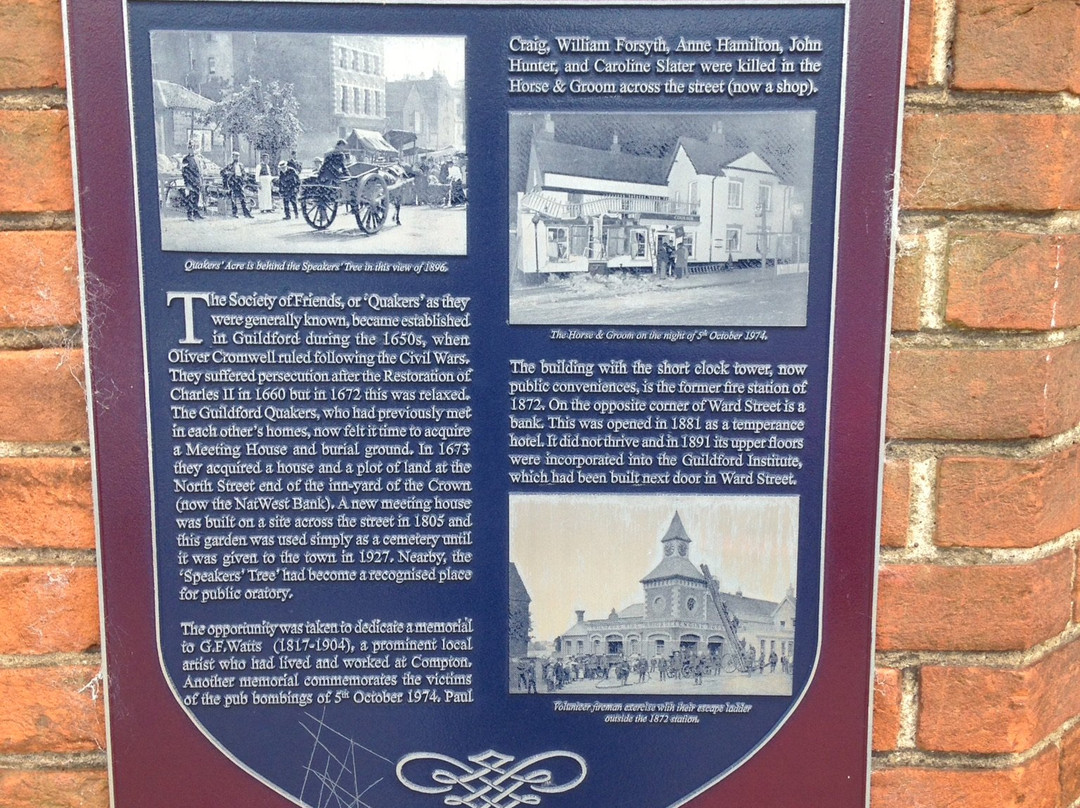 Quakers' Acre is behind the Speakers' Tree in this view of 1896.
The Society of Friends, or 'Quakers' as they
were generally known, became established
in Guildford during the 1650s, when
Oliver Cromwell ruled following the Civil Wars.
They suffered persecution after the Restoration of
Charles II in 1660 but in 1672 this was relaxed.
The Guildford Quakers, who had previously met
in each other's homes, now felt it time to acquire
a Meeting House and burial ground. In 1673
they acquired a house and a plot of land at the
North Street end of the inn-yard of the Crown
(now the NatWest Bank). A new meeting house
was built on a site across the street in 1805 and
this garden was used simply as a cemetery until
it was given to the town in 1927. Nearby, the
'Speakers' Tree' had become a recognised place
for public oratory.
The opportunity was taken to dedicate a memorial
to G.F.Watts (1817-1904), a prominent local
artist who had lived and worked at Compton.
Another memorial commemorates the victims
of the pub bombings of 5th October 1974. Paul
Craig, William Forsyth, Anne Hamilton, John
Hunter, and Caroline Slater were killed in the
Horse & Groom across the street (now a shop).
The Horse & Groom on the night of 5th October 1974.
The building with the short clock tower, now
public conveniences, is the former fire station of
1872. On the opposite corner of Ward Street is a
bank. This was opened in 1881 as a temperance
hotel. It did not thrive and in 1891 its upper floors
were incorporated into the Guildford Institute,
which had been built next door in Ward Street.
Volunteer fireman exercise with their escape ladder
outside the 1872 station.